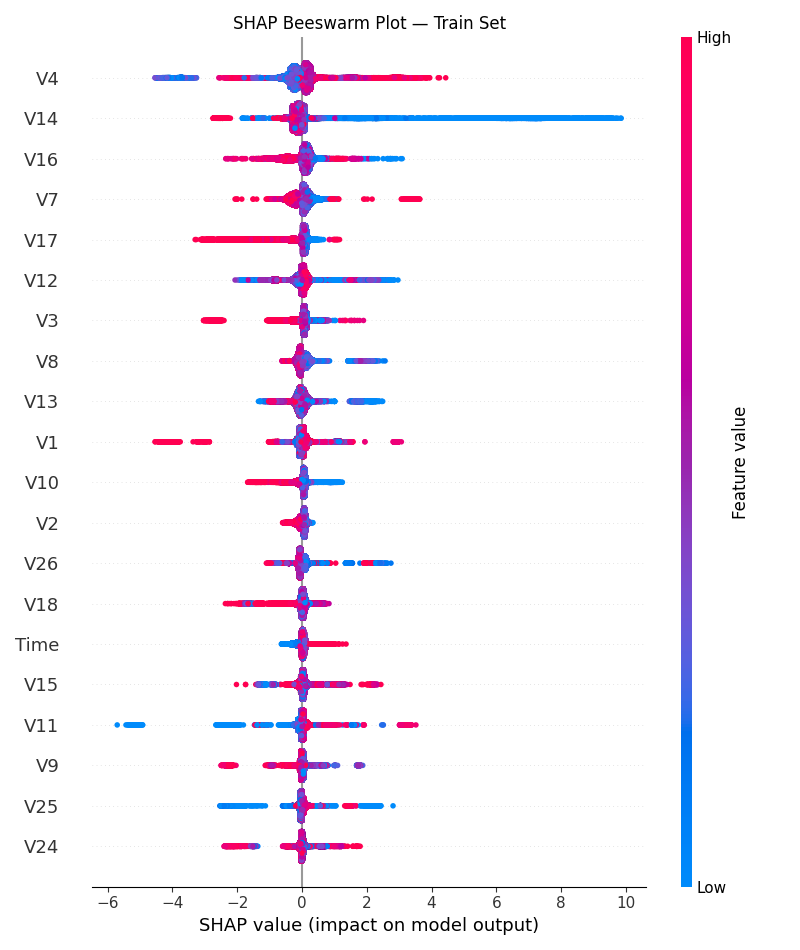 SHAP Beeswarm Plot — Train Set
High
V4
V14
V16
V7
V17
V12
V3
V8
V13
V1
V10
V2
V26
V18
Time
V15
V11
V9
V25
V24
Feature value
Low
−6 −4 −2 0 2 4 6 8 10
SHAP value (impact on model output)